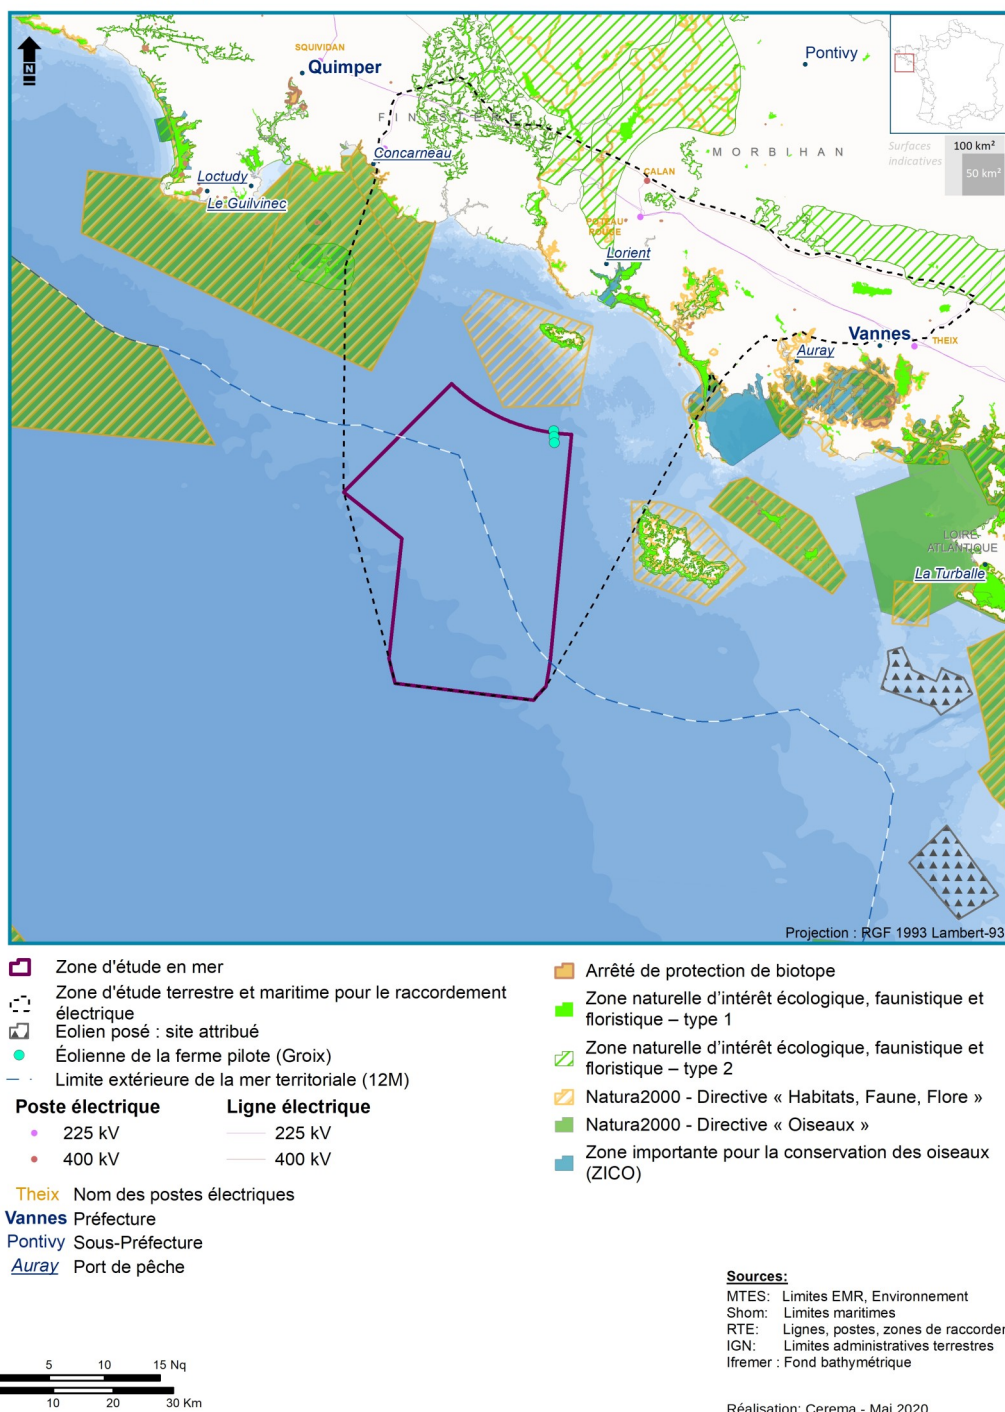 N
SQUIVIDAN
Quimper
Pontivy
FINISTERE
Surfaces
indicatives
100 km²
50 km²
MORBIHAN
Concarneau
Loctudy
CALAN
Le Guilvinec
POTEAU
ROUGE
Lorient
Vannes
THEIX
Auray
LOIRE-
ATLANTIQUE
La Turballe
Projection : RGF 1993 Lambert-93
Zone d'étude en mer
Zone d'étude terrestre et maritime pour le raccordement
électrique
Eolien posé : site attribué
Éolienne de la ferme pilote (Groix)
Limite extérieure de la mer territoriale (12M)
Poste électrique
Ligne électrique
225 kV
225 kV
400 kV
400 kV
Theix Nom des postes électriques
Vannes Préfecture
Pontivy Sous-Préfecture
Auray Port de pêche
Arrêté de protection de biotope
Zone naturelle d’intérêt écologique, faunistique et
floristique – type 1
Zone naturelle d’intérêt écologique, faunistique et
floristique – type 2
Natura2000 - Directive « Habitats, Faune, Flore »
Natura2000 - Directive « Oiseaux »
Zone importante pour la conservation des oiseaux
(ZICO)
Sources:
MTES: Limites EMR, Environnement
Shom: Limites maritimes
RTE: Lignes, postes, zones de raccorder
IGN: Limites administratives terrestres
Ifremer : Fond bathymétrique
5 10 15 Nq
10 20 30 Km
Réalisation: Cerema - Mai 2020